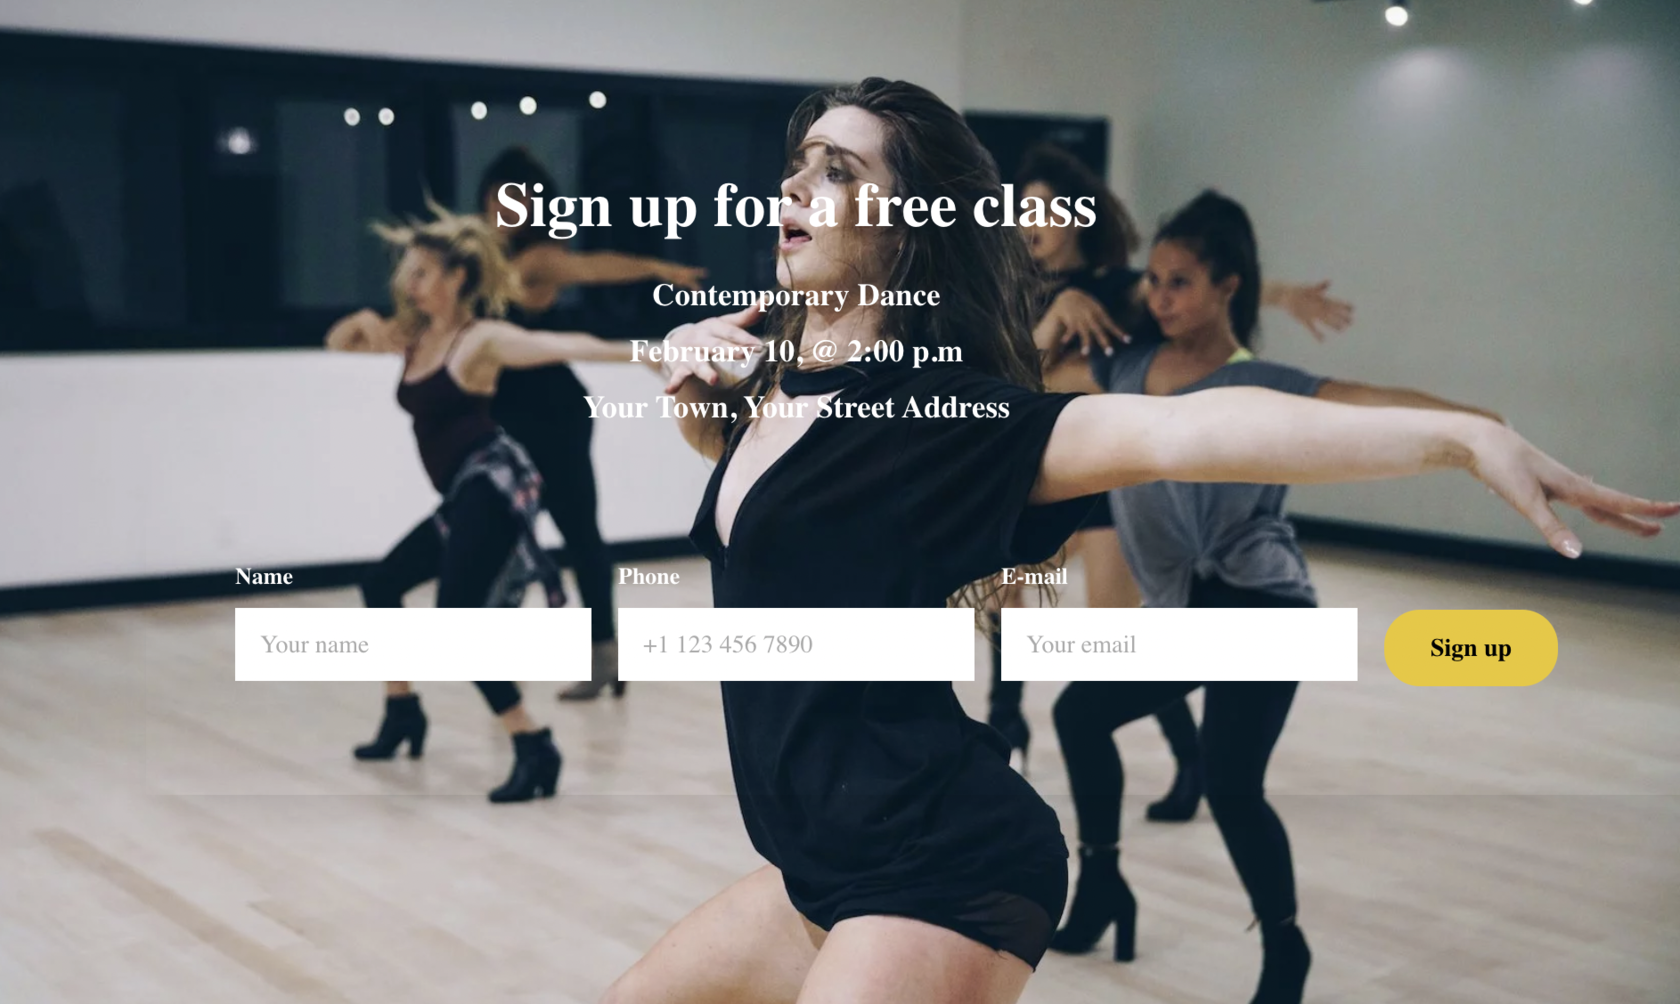 Sign up for a free class
Contemporary Dance
February 10, @ 2:00 p.m
Your Town, Your Street Address
Name
Phone
E-mail
Your name
+1 123 456 7890
Your email
Sign up